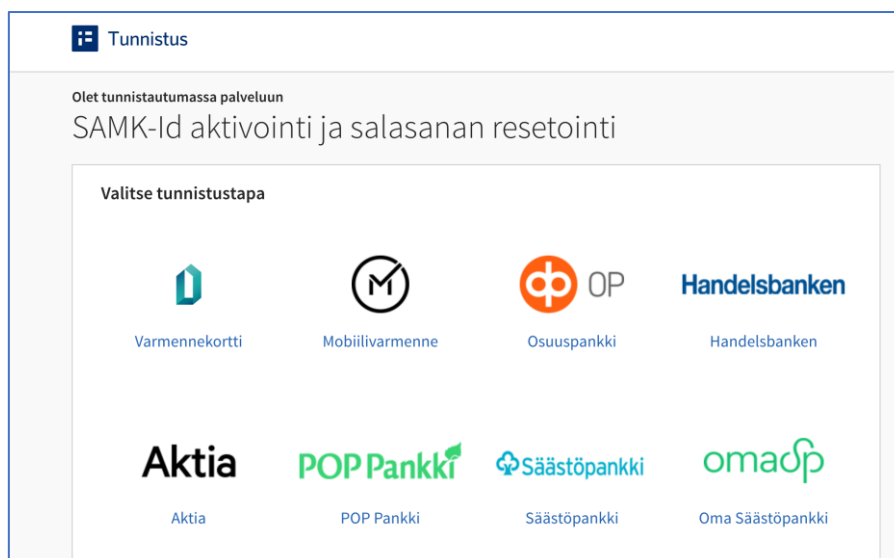 Tunnistus
Olet tunnistautumassa palveluun
SAMK-Id aktivointi ja salasanan resetointi
Valitse tunnistustapa
M OP Handelsbanken
Varmennekortti Mobiilivarmenne Osuuspankki Handelsbanken
Aktia POP Pankki Säästöpankki omasp
Aktia POP Pankki Säästöpankki Oma Säästöpankki